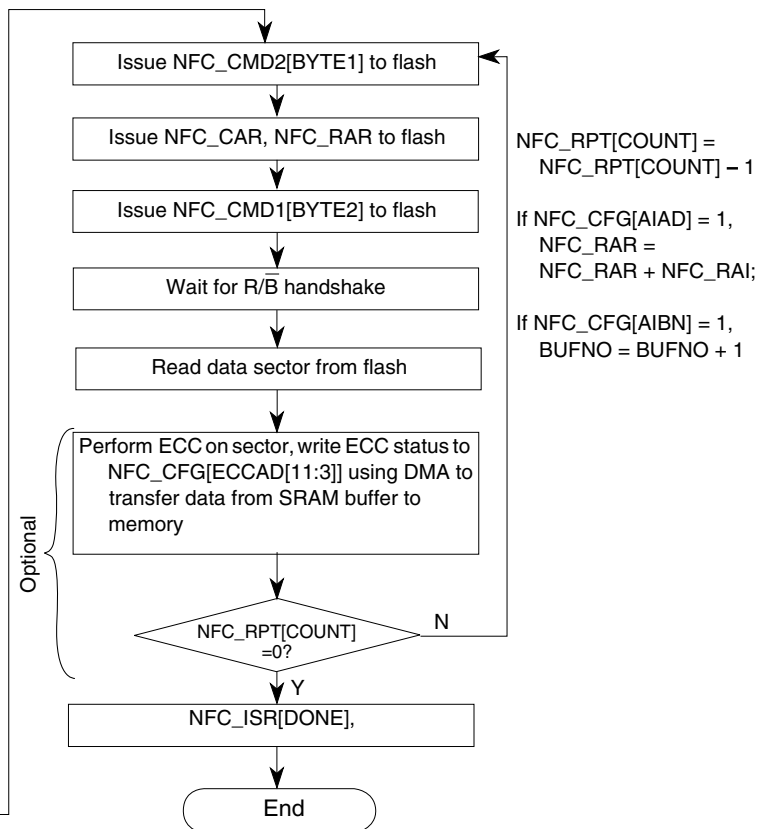 Issue NFC_CMD2[BYTE1] to flash
Issue NFC_CAR, NFC_RAR to flash
Issue NFC_CMD1[BYTE2] to flash
Wait for R/B̅ handshake
Read data sector from flash
Perform ECC on sector, write ECC status to
NFC_CFG[ECCAD[11:3]] using DMA to
transfer data from SRAM buffer to
memory
Optional
NFC_RPT[COUNT]
=0?
N
Y
NFC_ISR[DONE],
End
NFC_RPT[COUNT] =
NFC_RPT[COUNT] – 1
If NFC_CFG[AIAD] = 1,
NFC_RAR =
NFC_RAR + NFC_RAI;
If NFC_CFG[AIBN] = 1,
BUFNO = BUFNO + 1